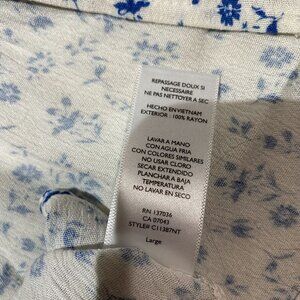 REPASSAGE DOUX SI
NECESSAIRE
NE PAS NETTOYER A SEC
HECHO EN VIETNAM
EXTERIOR : 100% RAYON
LAVAR A MANO
CON AGUA FRIA
CON COLORES SIMILARES
NO USAR CLORO
SECAR EXTENDIDO
PLANCHAR A BAJA
TEMPERATURA
NO LAVAR EN SECO
RN 137036
CA 07043
STYLE# C11387NT
Large